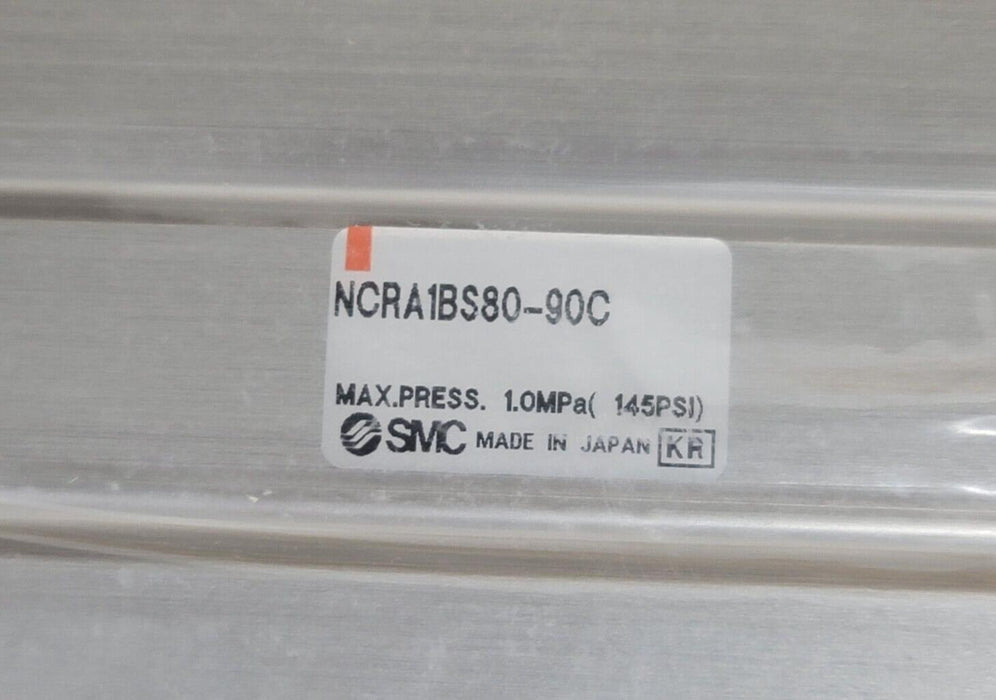 NCRA1BS80-90C
MAX.PRESS. 1.0MPa( 145PSI)
SMC MADE IN JAPAN KR